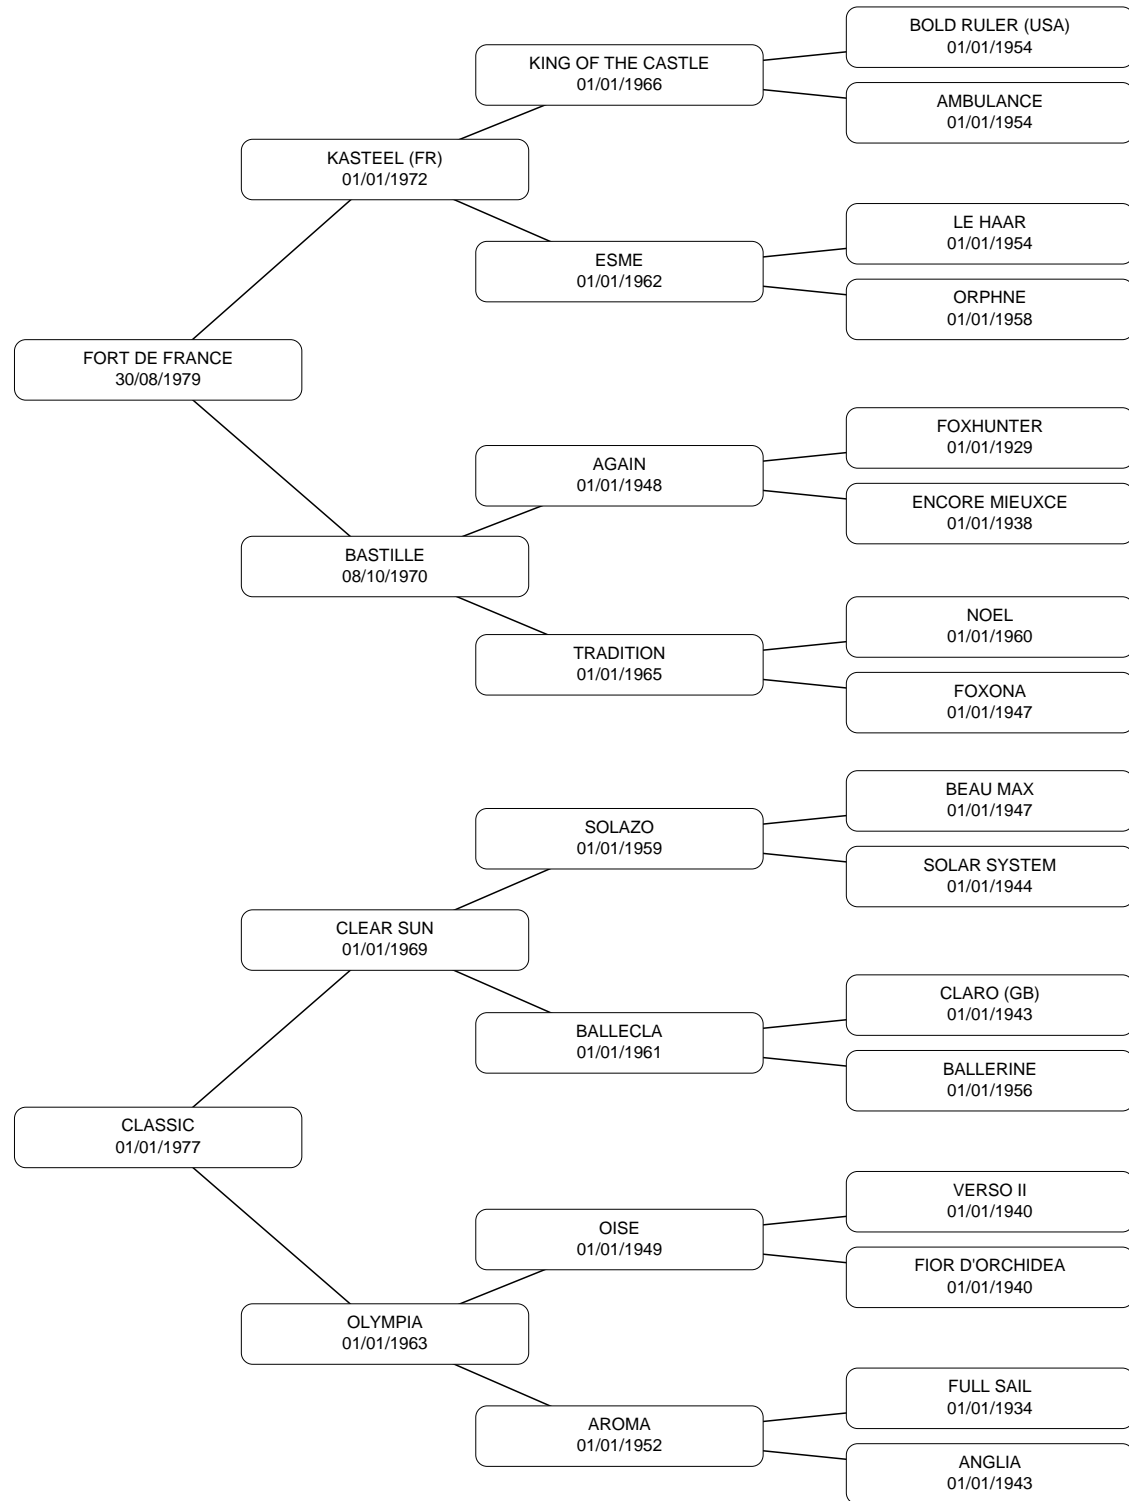 BOLD RULER (USA)
01/01/1954
KING OF THE CASTLE
01/01/1966
AMBULANCE
01/01/1954
KASTEEL (FR)
01/01/1972
LE HAAR
01/01/1954
ESME
01/01/1962
ORPHNE
01/01/1958
FORT DE FRANCE
30/08/1979
FOXHUNTER
01/01/1929
AGAIN
01/01/1948
ENCORE MIEUXCE
01/01/1938
BASTILLE
08/10/1970
NOEL
01/01/1960
TRADITION
01/01/1965
FOXONA
01/01/1947
BEAU MAX
01/01/1947
SOLAZO
01/01/1959
SOLAR SYSTEM
01/01/1944
CLEAR SUN
01/01/1969
CLARO (GB)
01/01/1943
BALLECLA
01/01/1961
BALLERINE
01/01/1956
CLASSIC
01/01/1977
VERSO II
01/01/1940
OISE
01/01/1949
FIOR D'ORCHIDEA
01/01/1940
OLYMPIA
01/01/1963
FULL SAIL
01/01/1934
AROMA
01/01/1952
ANGLIA
01/01/1943